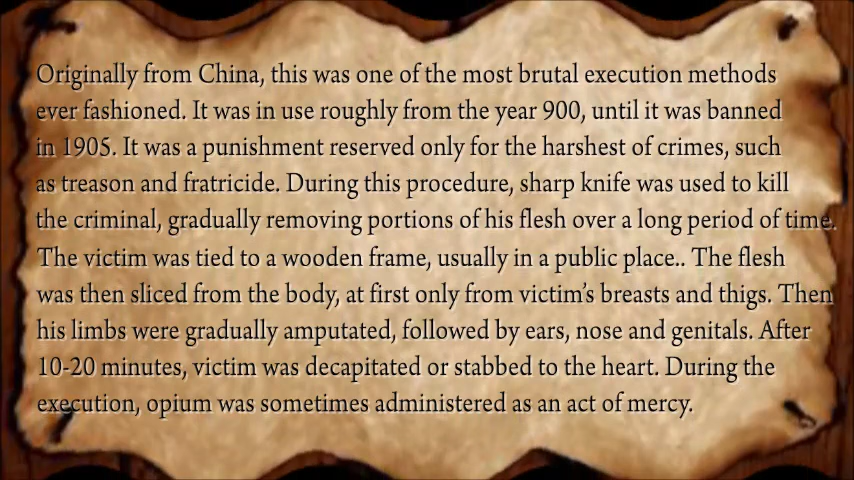 Originally from China, this was one of the most brutal execution methods
ever fashioned. It was in use roughly from the year 900, until it was banned
in 1905. It was a punishment reserved only for the harshest of crimes, such
as treason and fratricide. During this procedure, sharp knife was used to kill
the criminal, gradually removing portions of his flesh over a long period of time.
The victim was tied to a wooden frame, usually in a public place.. The flesh
was then sliced from the body, at first only from victim's breasts and thigs. Then
his limbs were gradually amputated, followed by ears, nose and genitals. After
10-20 minutes, victim was decapitated or stabbed to the heart. During the
execution, opium was sometimes administered as an act of mercy.